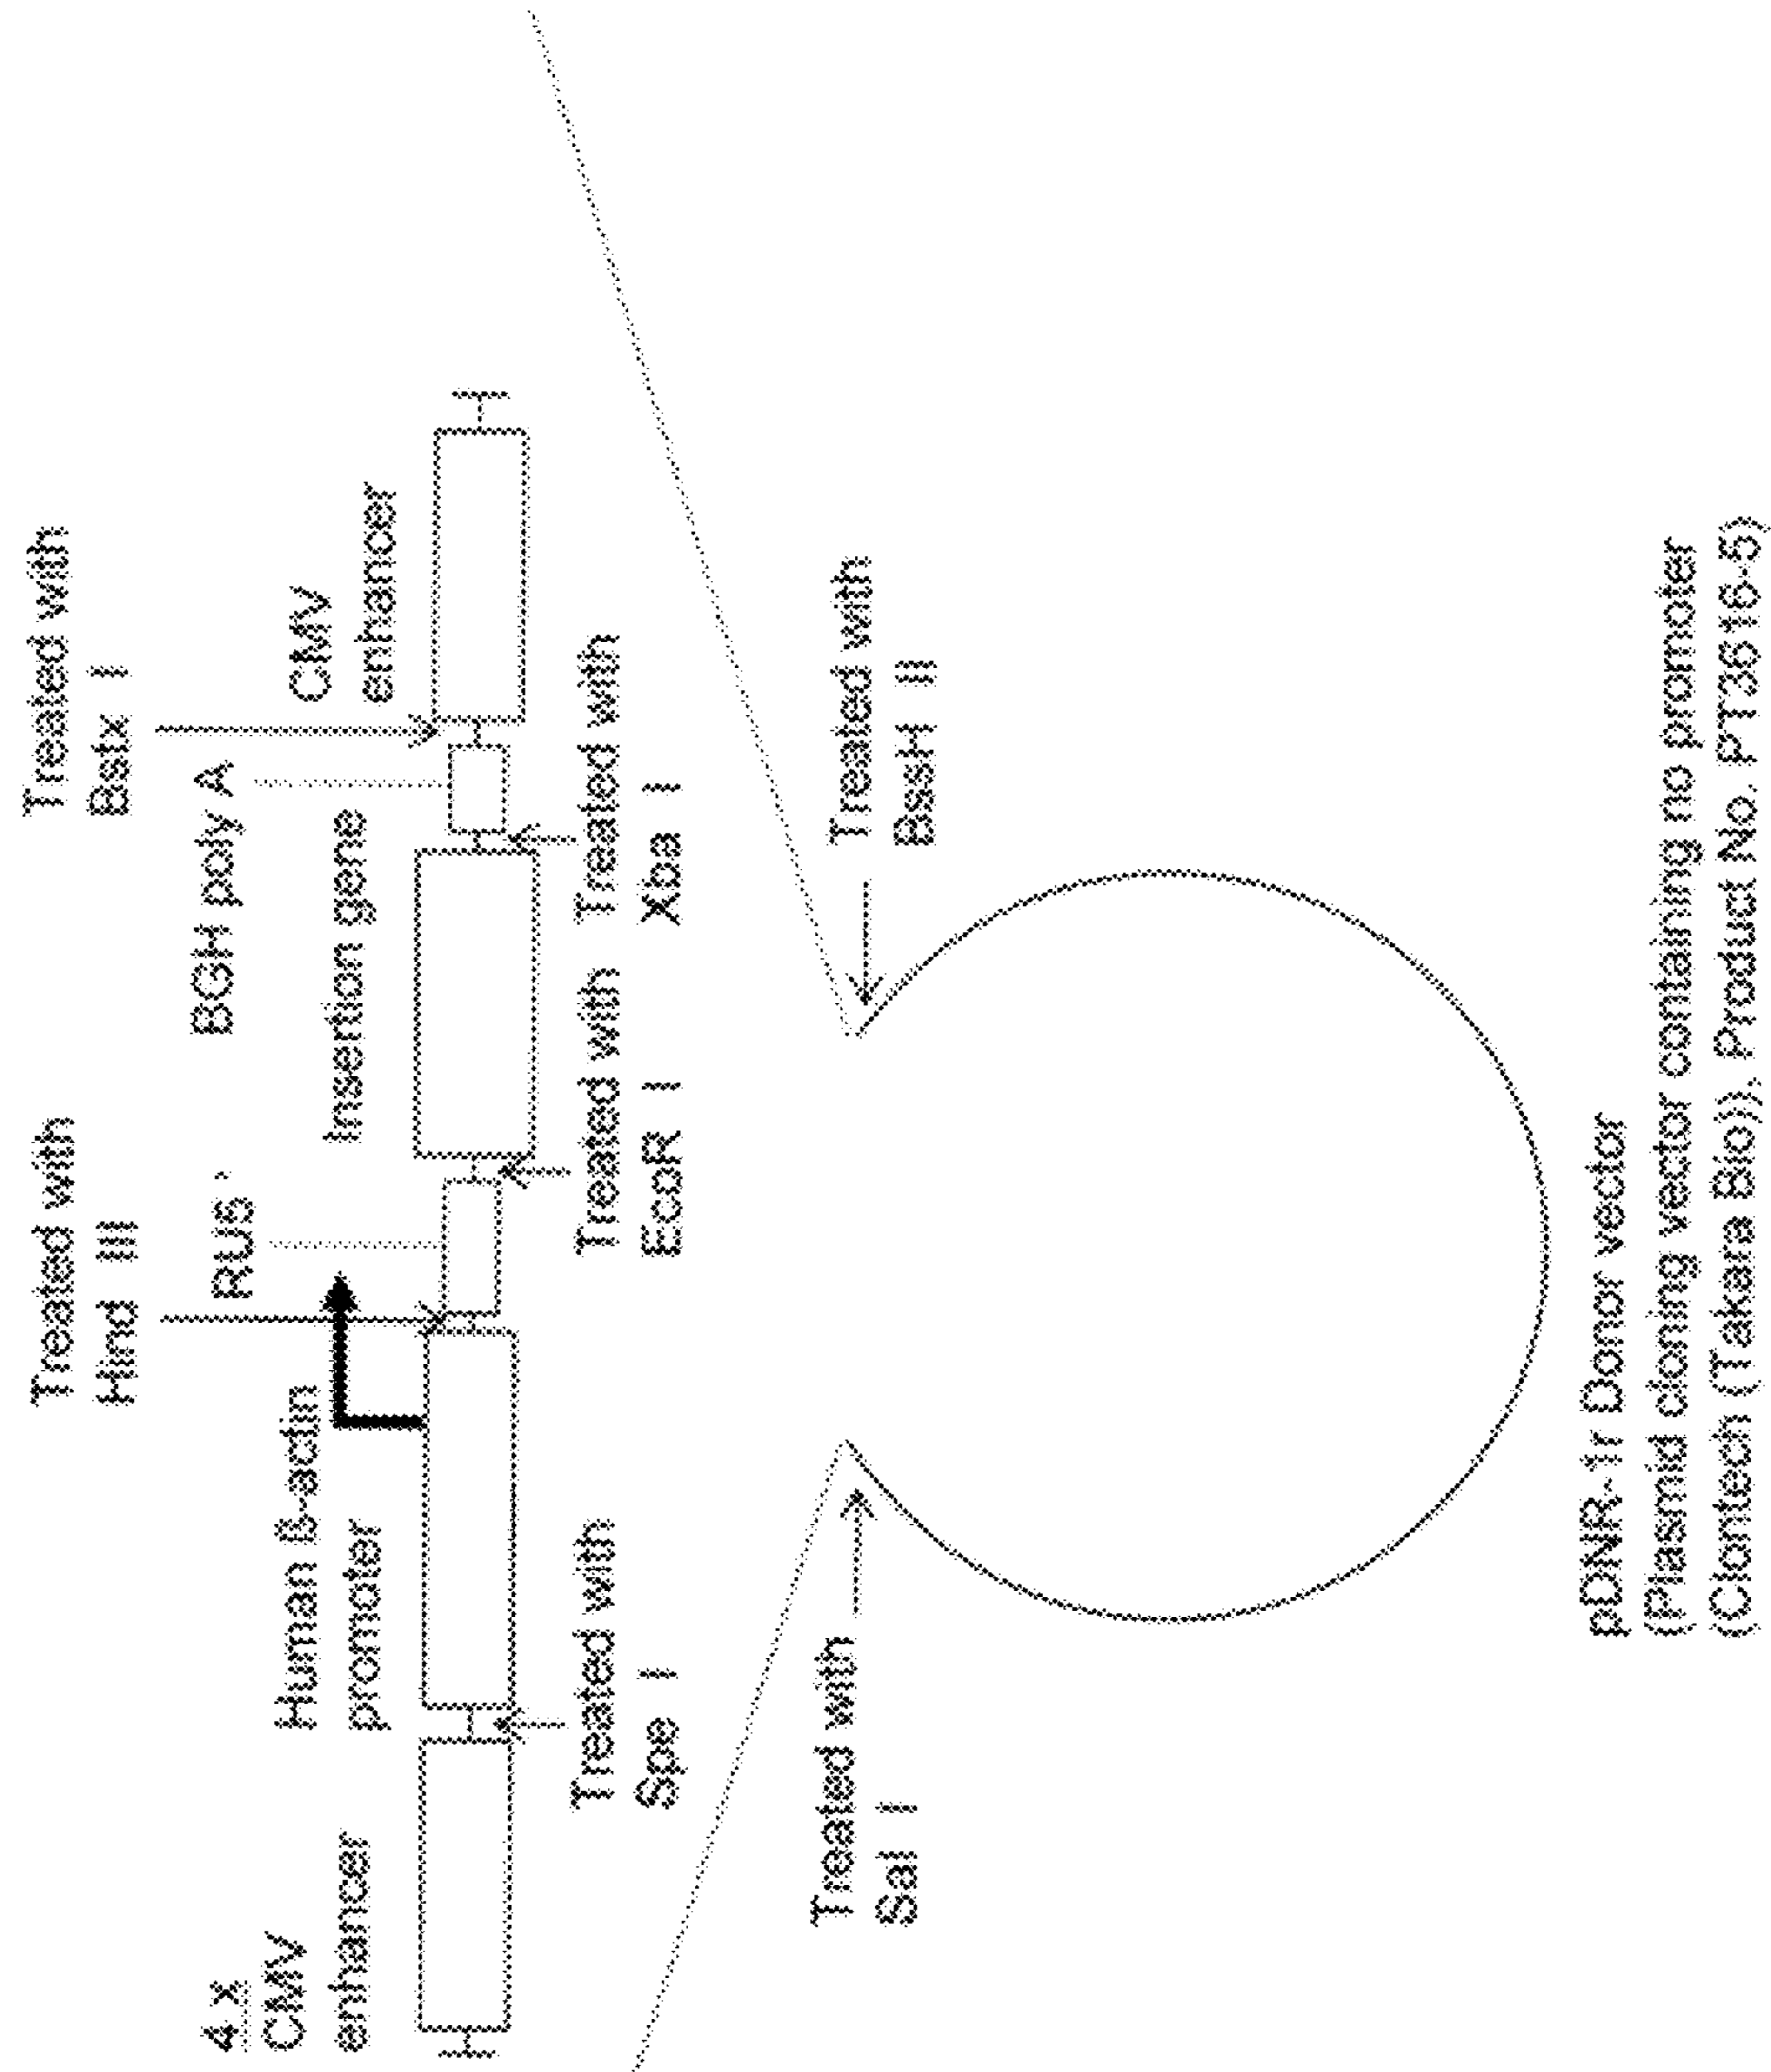 Treated with
Hind III
Treated with
Bstx I
4 x
CMV
enhancer
Human ß-actin
promoter
RU5'
Insertion gene
BGH poly A
CMV
enhancer
Treated with
Spe I
Treated with
EcoR I
Treated with
Xba I
Treated with
Sal I
Treated with
BssH II
pDNR-1r Donor vector
(Plasmid cloning vector containing no promoter
(Clontech (Takara Bio)), Product No. PT3616-5)